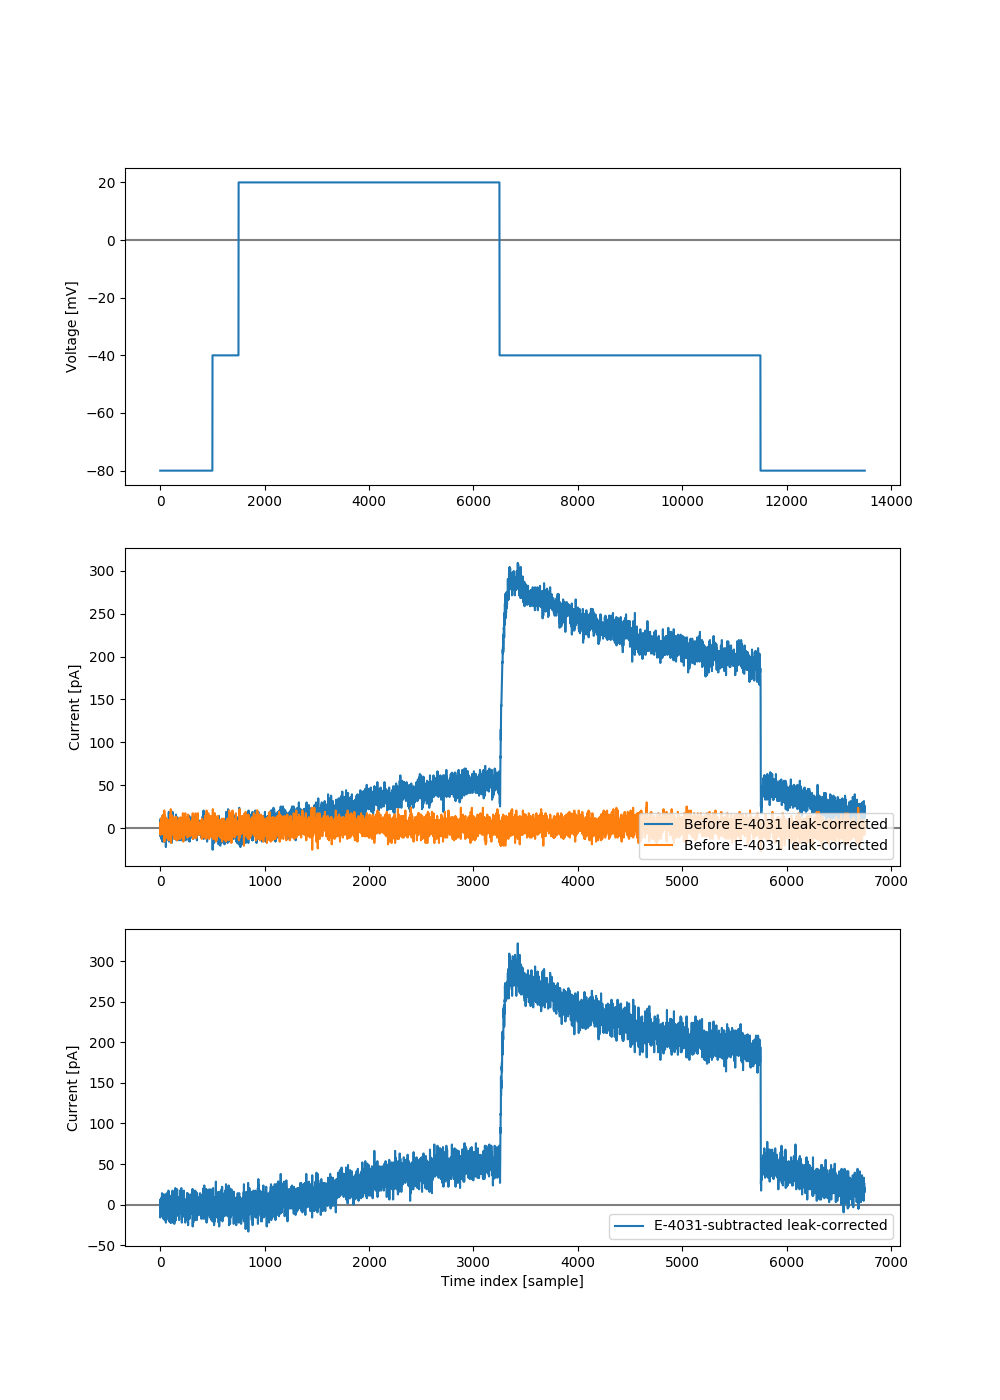 20
0
−20
−40
−60
−80
Voltage [mV]
0 2000 4000 6000 8000 10000 12000 14000
300
250
200
150
100
50
0
Current [pA]
Before E-4031 leak-corrected
Before E-4031 leak-corrected
0 1000 2000 3000 4000 5000 6000 7000
300
250
200
150
100
50
0
−50
Current [pA]
E-4031-subtracted leak-corrected
0 1000 2000 3000 4000 5000 6000 7000
Time index [sample]